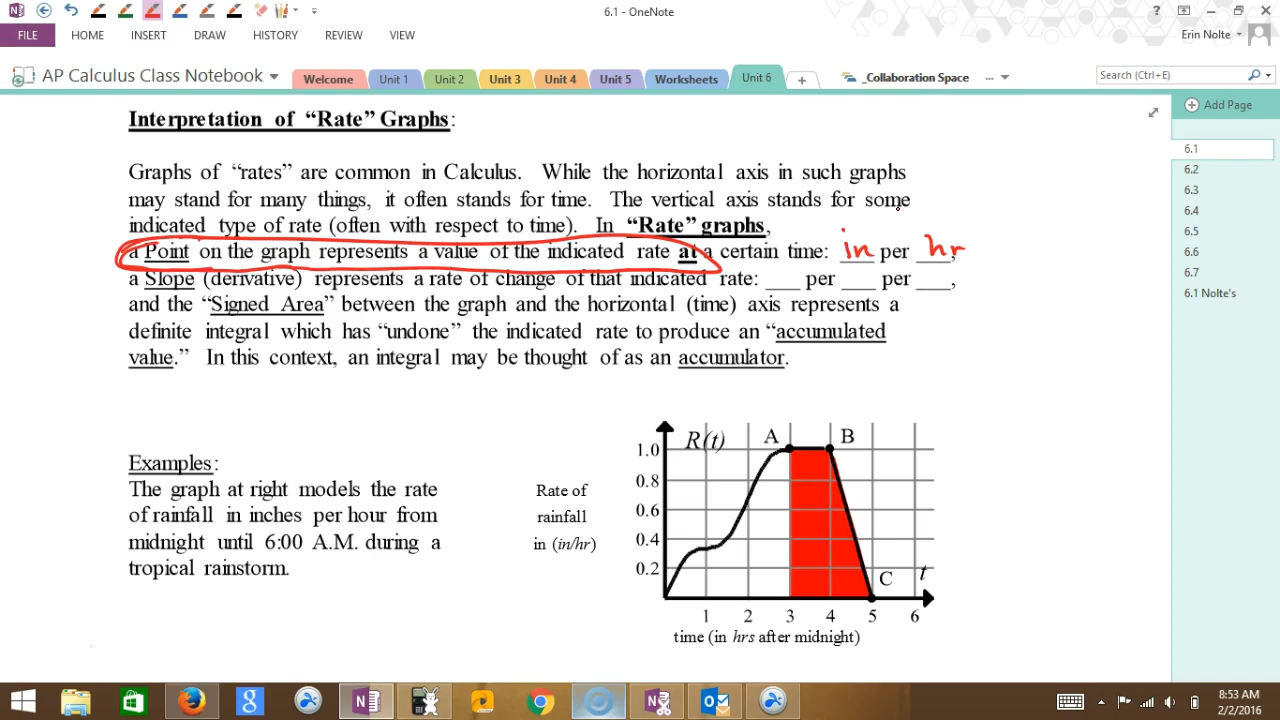 6.1 - OneNote
?
FILE HOME INSERT DRAW HISTORY REVIEW VIEW
Erin Nolte
AP Calculus Class Notebook Welcome Unit 1 Unit 2 Unit 3 Unit 4 Unit 5 Worksheets Unit 6 + _Collaboration Space ... Search (Ctrl+E)
Add Page
6.1
6.2
6.3
6.4
6.5
6.6
6.7
6.1 Nolte's
Interpretation of “Rate” Graphs:
Graphs of “rates” are common in Calculus. While the horizontal axis in such graphs
may stand for many things, it often stands for time. The vertical axis stands for some
indicated type of rate (often with respect to time). In “Rate” graphs,
a Point on the graph represents a value of the indicated rate at a certain time: in per hr,
a Slope (derivative) represents a rate of change of that indicated rate: ___ per ___ per ___,
and the “Signed Area” between the graph and the horizontal (time) axis represents a
definite integral which has “undone” the indicated rate to produce an “accumulated
value.” In this context, an integral may be thought of as an accumulator.
Examples:
The graph at right models the rate
of rainfall in inches per hour from
midnight until 6:00 A.M. during a
tropical rainstorm.
Rate of
rainfall
in (in/hr)
R(t) A B
1.0
0.8
0.6
0.4
0.2
C t
1 2 3 4 5 6
time (in hrs after midnight)
8:53 AM
2/2/2016